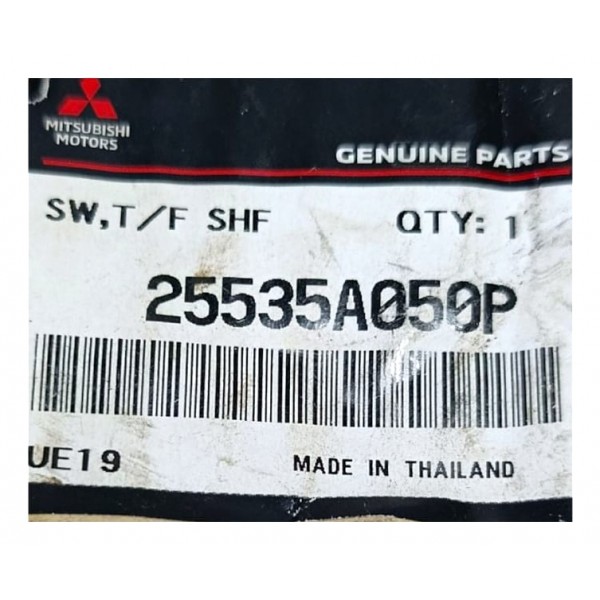 MITSUBISHI
MOTORS
GENUINE PARTS
SW,T/F SHF QTY: 1
25535A050P
UE19 MADE IN THAILAND